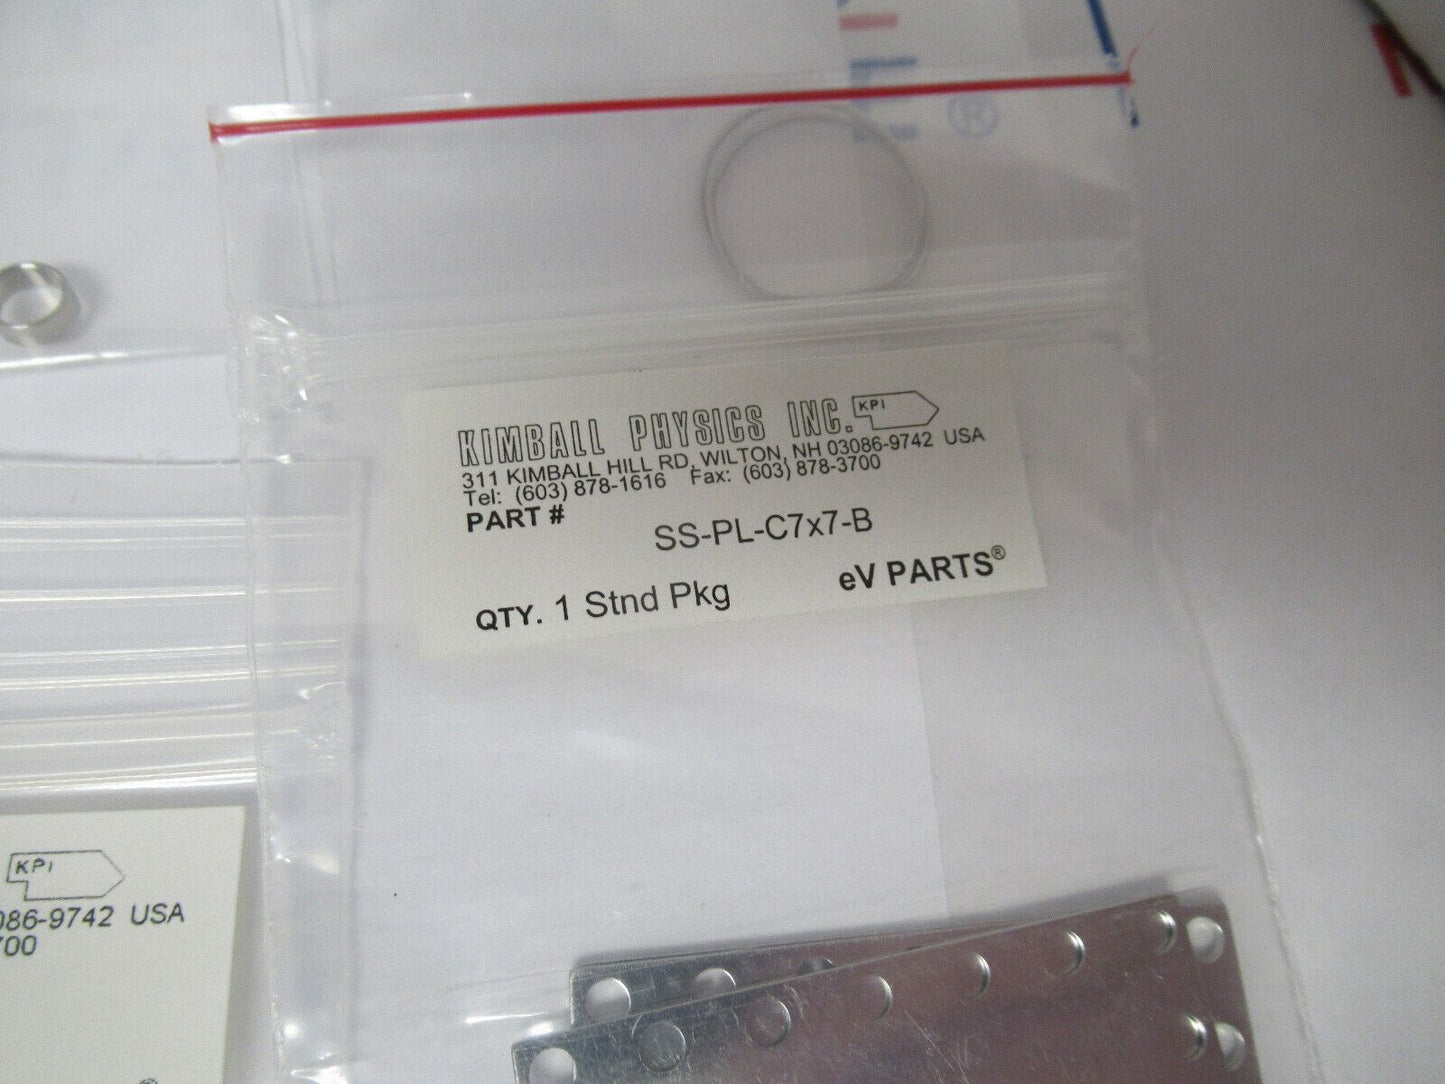 KIMBALL PHYSICS INC. KPI
311 KIMBALL HILL RD, WILTON, NH 03086-9742 USA
Tel: (603) 878-1616 Fax: (603) 878-3700
PART #
SS-PL-C7x7-B
QTY. 1 Stnd Pkg
eV PARTS®
KPI
086-9742 USA
700
®
®